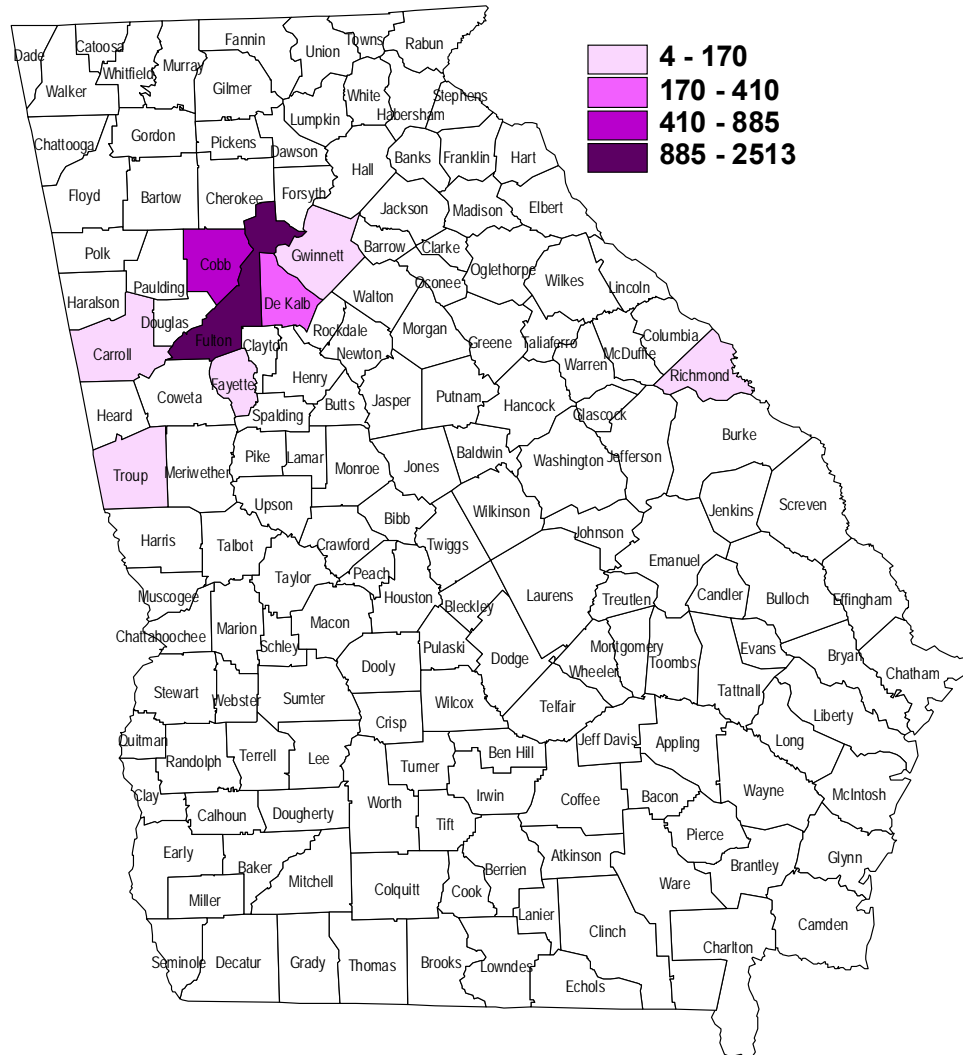 4 - 170
170 - 410
410 - 885
885 - 2513
Dade
Catoosa
Whitfield
Murray
Fannin
Union
Towns
Rabun
Walker
Gilmer
White
Habersham
Stephens
Lumpkin
Chattooga
Gordon
Pickens
Dawson
Hall
Banks
Franklin
Hart
Floyd
Bartow
Cherokee
Forsyth
Jackson
Madison
Elbert
Polk
Cobb
Gwinnett
Barrow
Clarke
Oconee
Oglethorpe
Wilkes
Lincoln
Haralson
Paulding
Douglas
De Kalb
Walton
Rockdale
Morgan
Greene
Taliaferro
Columbia
McDuffie
Warren
Richmond
Carroll
Fulton
Clayton
Newton
Fayette
Henry
Coweta
Spalding
Butts
Jasper
Putnam
Hancock
Glascock
Heard
Burke
Troup
Meriwether
Pike
Lamar
Monroe
Jones
Baldwin
Washington
Jefferson
Upson
Bibb
Wilkinson
Jenkins
Screven
Harris
Talbot
Crawford
Twiggs
Johnson
Emanuel
Peach
Taylor
Houston
Laurens
Treutlen
Candler
Bulloch
Effingham
Muscogee
Bleckley
Macon
Chattahoochee
Marion
Schley
Pulaski
Dodge
Montgomery
Wheeler
Toombs
Evans
Bryan
Chatham
Dooly
Stewart
Webster
Sumter
Wilcox
Telfair
Tattnall
Liberty
Crisp
Quitman
Randolph
Terrell
Lee
Turner
Ben Hill
Jeff Davis
Appling
Long
Clay
Calhoun
Dougherty
Worth
Irwin
Coffee
Bacon
Wayne
McIntosh
Tift
Pierce
Early
Baker
Mitchell
Colquitt
Cook
Berrien
Atkinson
Ware
Brantley
Glynn
Miller
Lanier
Clinch
Charlton
Camden
Seminole
Decatur
Grady
Thomas
Brooks
Lowndes
Echols